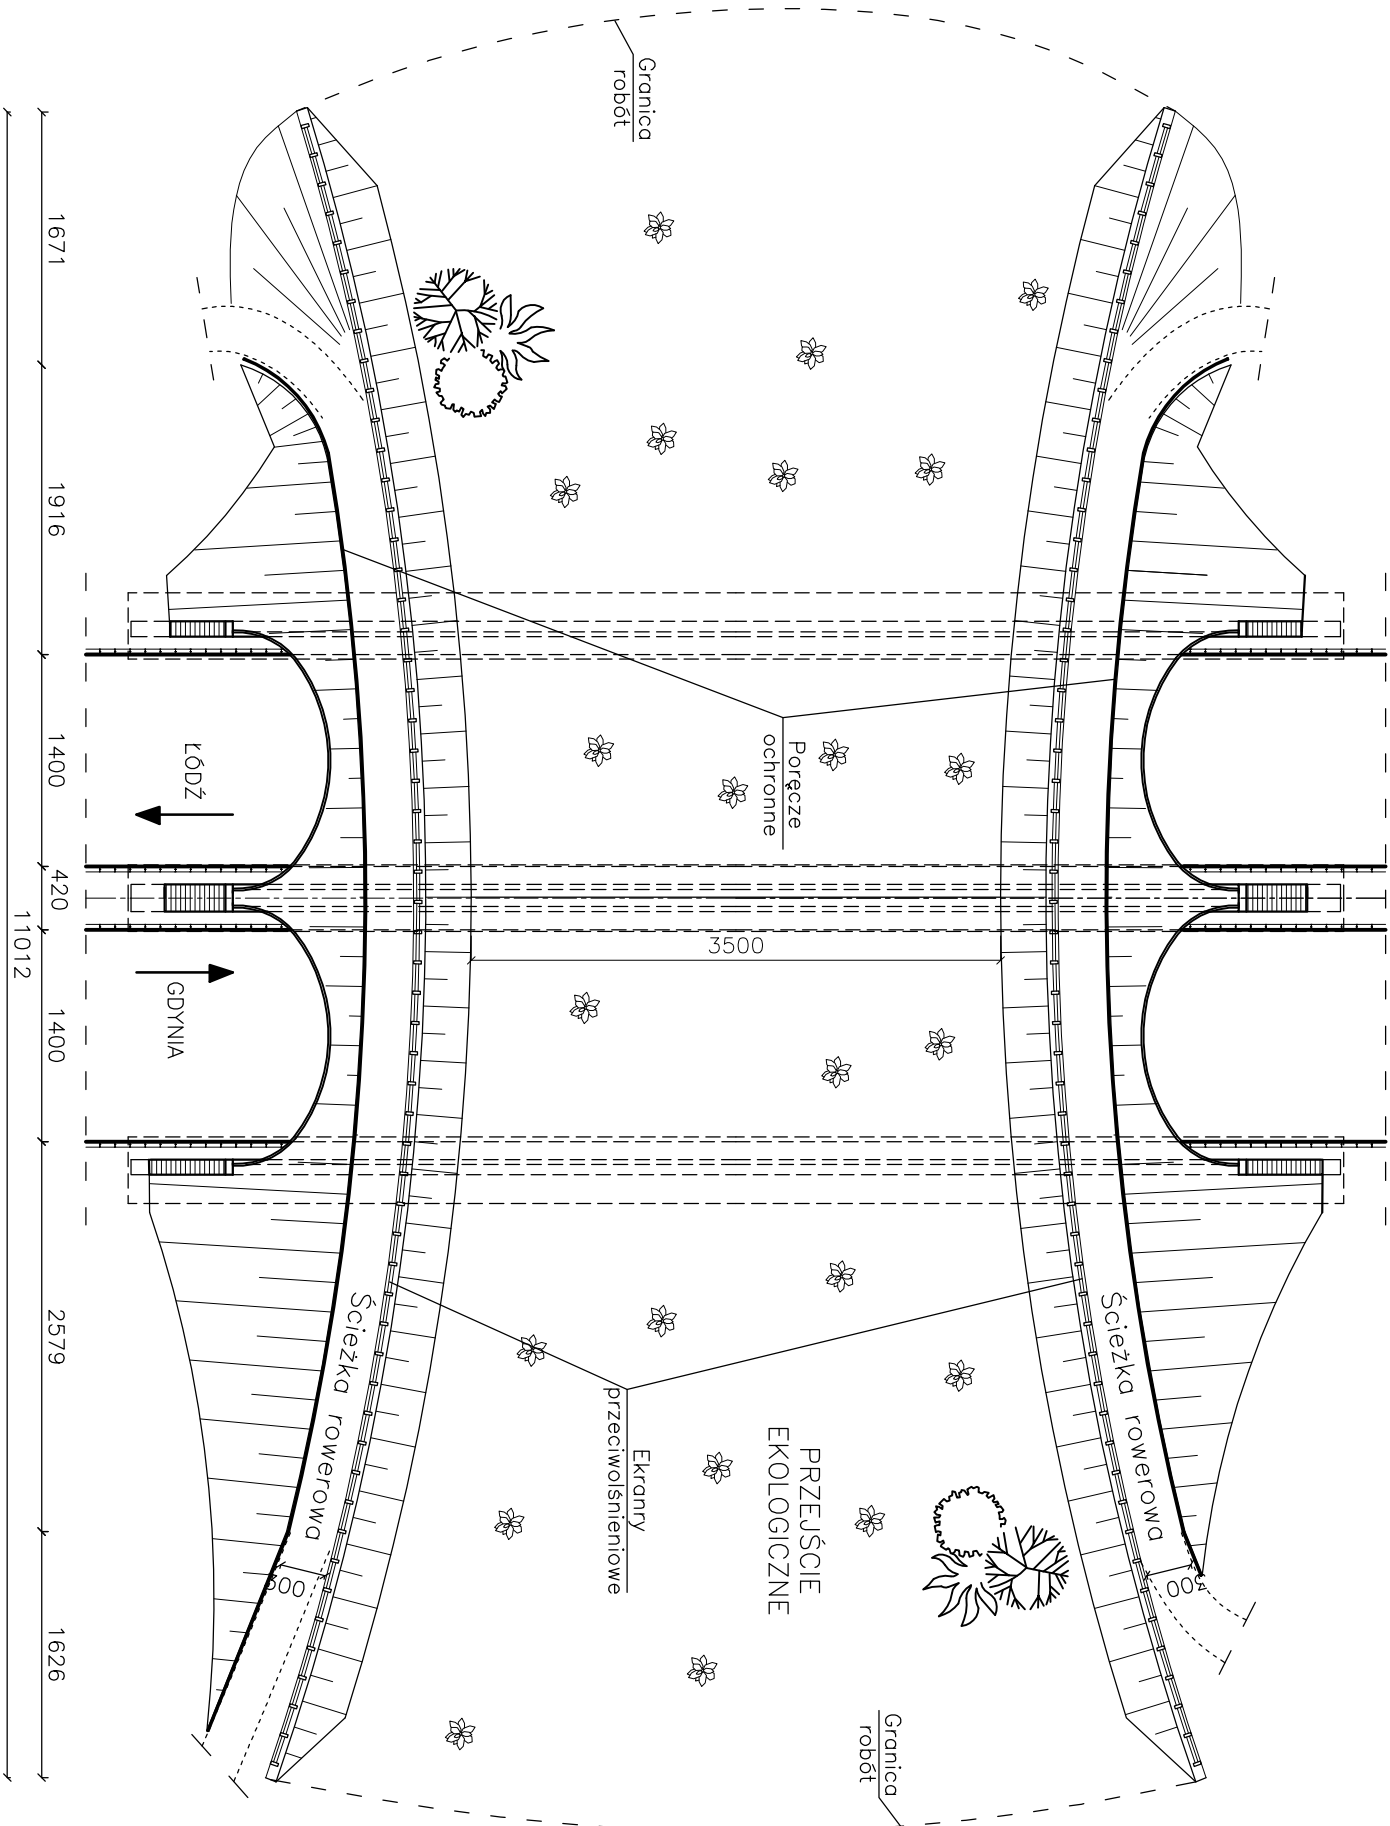 Granica
robót
1671
1916
1400
420
1400
2579
1626
11012
ŁÓDŹ
GDYNIA
Poręcze
ochronne
3500
Ścieżka rowerowa
Ścieżka rowerowa
Ekranry
przeciwolśnieniowe
PRZEJŚCIE
EKOLOGICZNE
Granica
robót